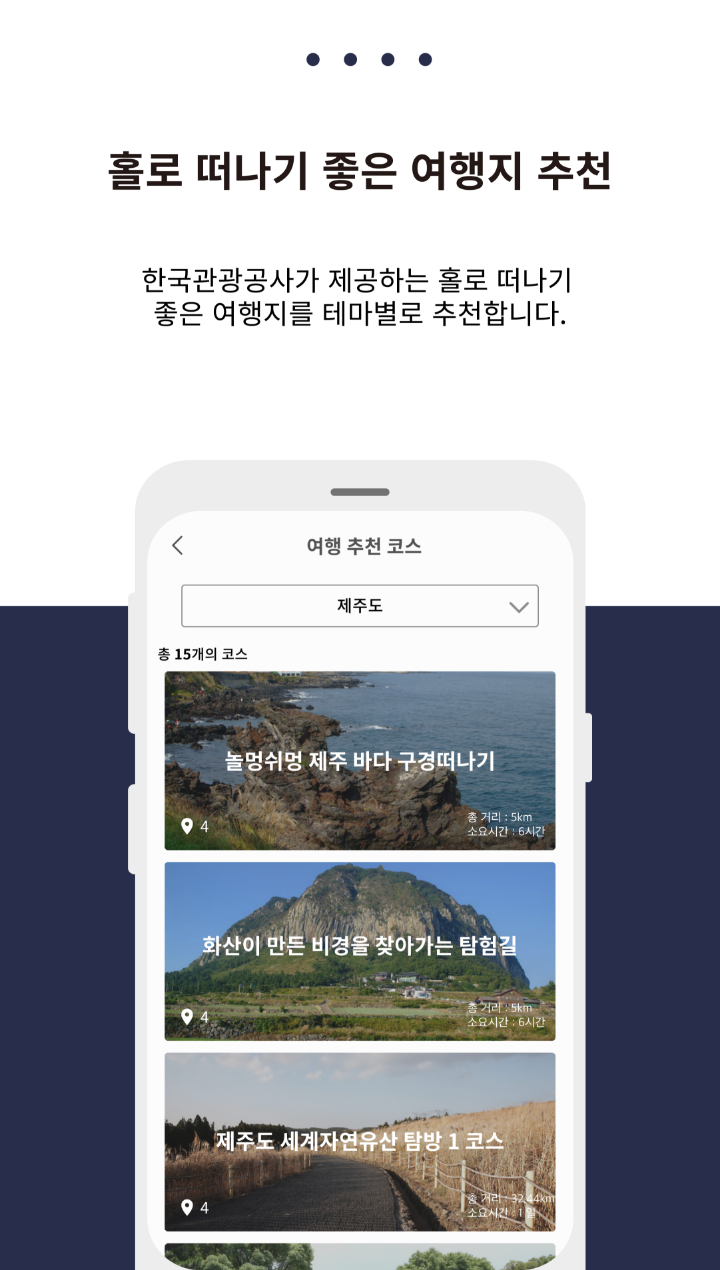 홀로 떠나기 좋은 여행지 추천
한국관광공사가 제공하는 홀로 떠나기
좋은 여행지를 테마별로 추천합니다.
여행 추천 코스
제주도
총 15개의 코스
놀멍쉬멍 제주 바다 구경떠나기
4
총 거리 : 5km
소요시간 : 6시간
화산이 만든 비경을 찾아가는 탐험길
4
총 거리 : 5km
소요시간 : 6시간
제주도 세계자연유산 탐방 1 코스
4
총 거리 : 32.44km
소요시간 : 1일